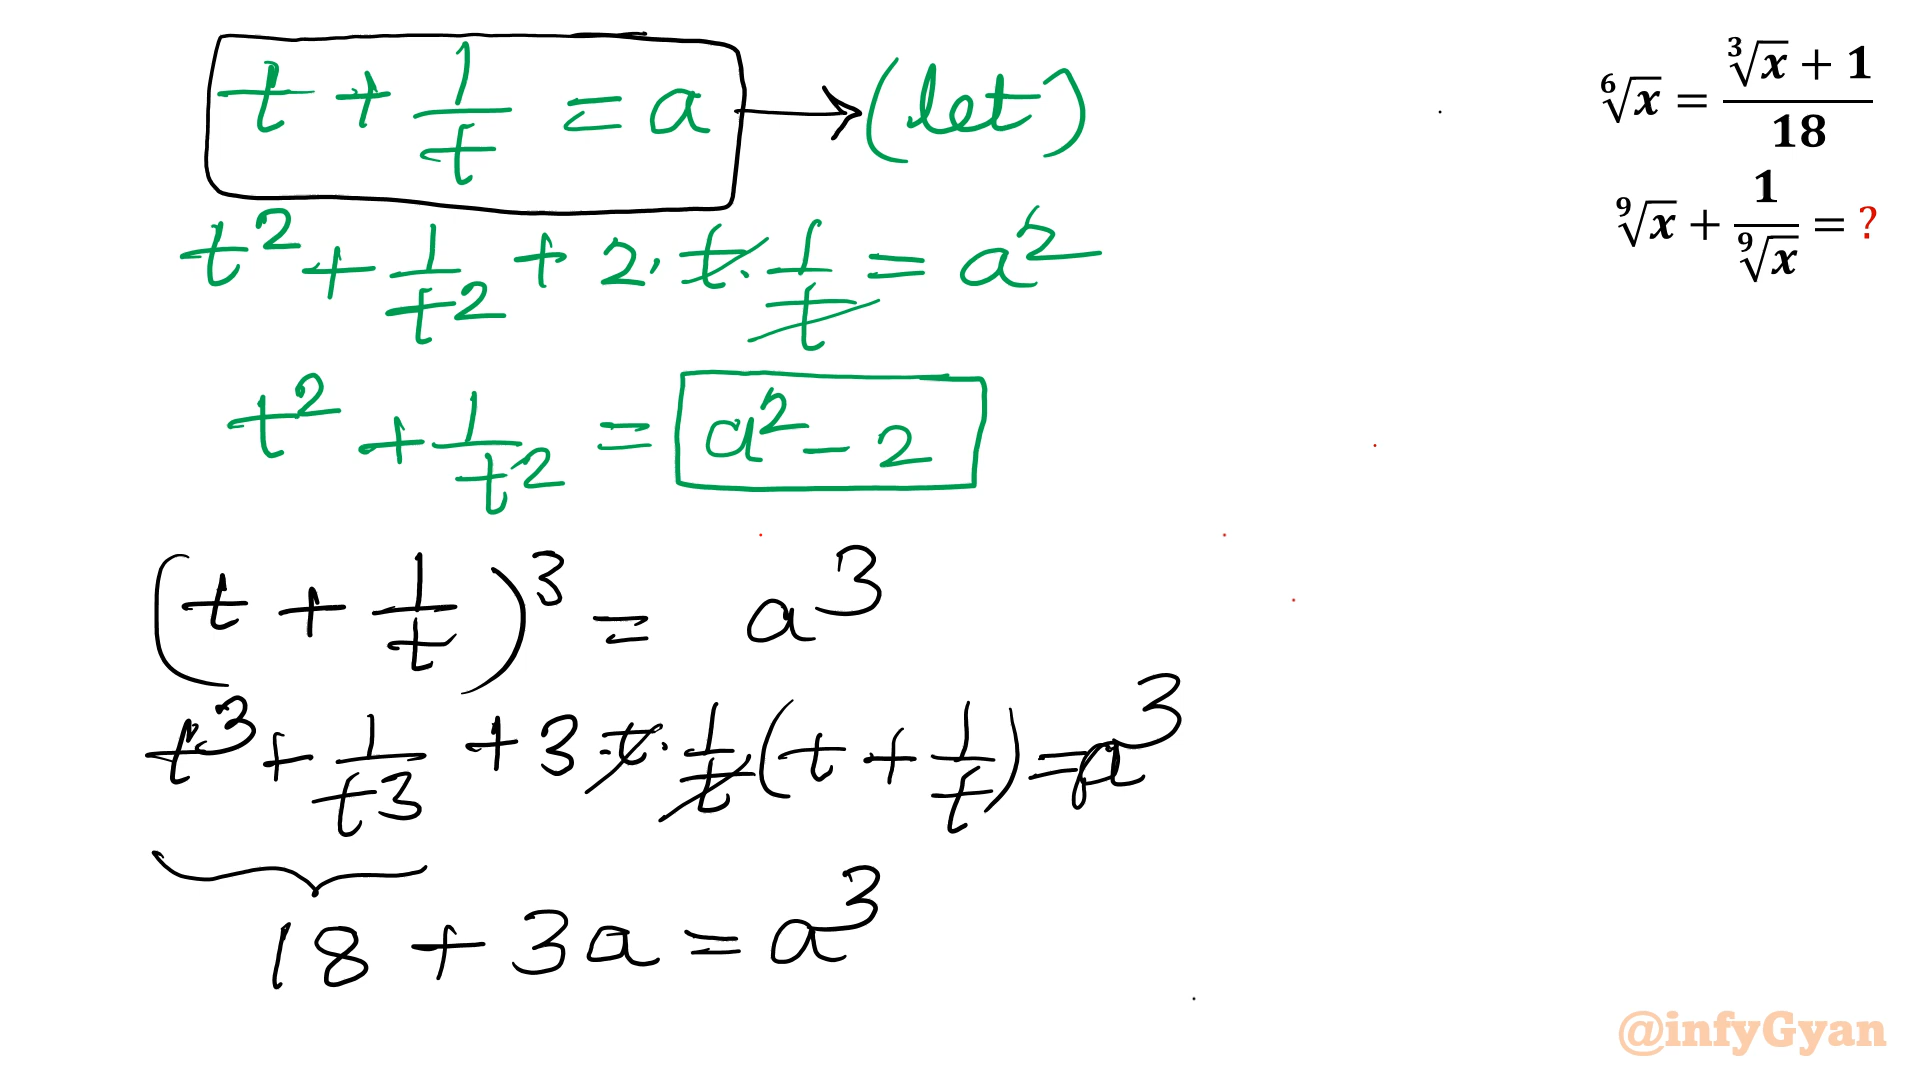 t + 1/t = a → (let)
t² + 1/t² + 2·t·1/t = a²
t² + 1/t² = a² - 2
(t + 1/t)³ = a³
t³ + 1/t³ + 3·t·1/t(t + 1/t) = a³
18 + 3a = a³
⁶√x = (³√x + 1)/18
⁹√x + 1/⁹√x = ?
@infyGyan